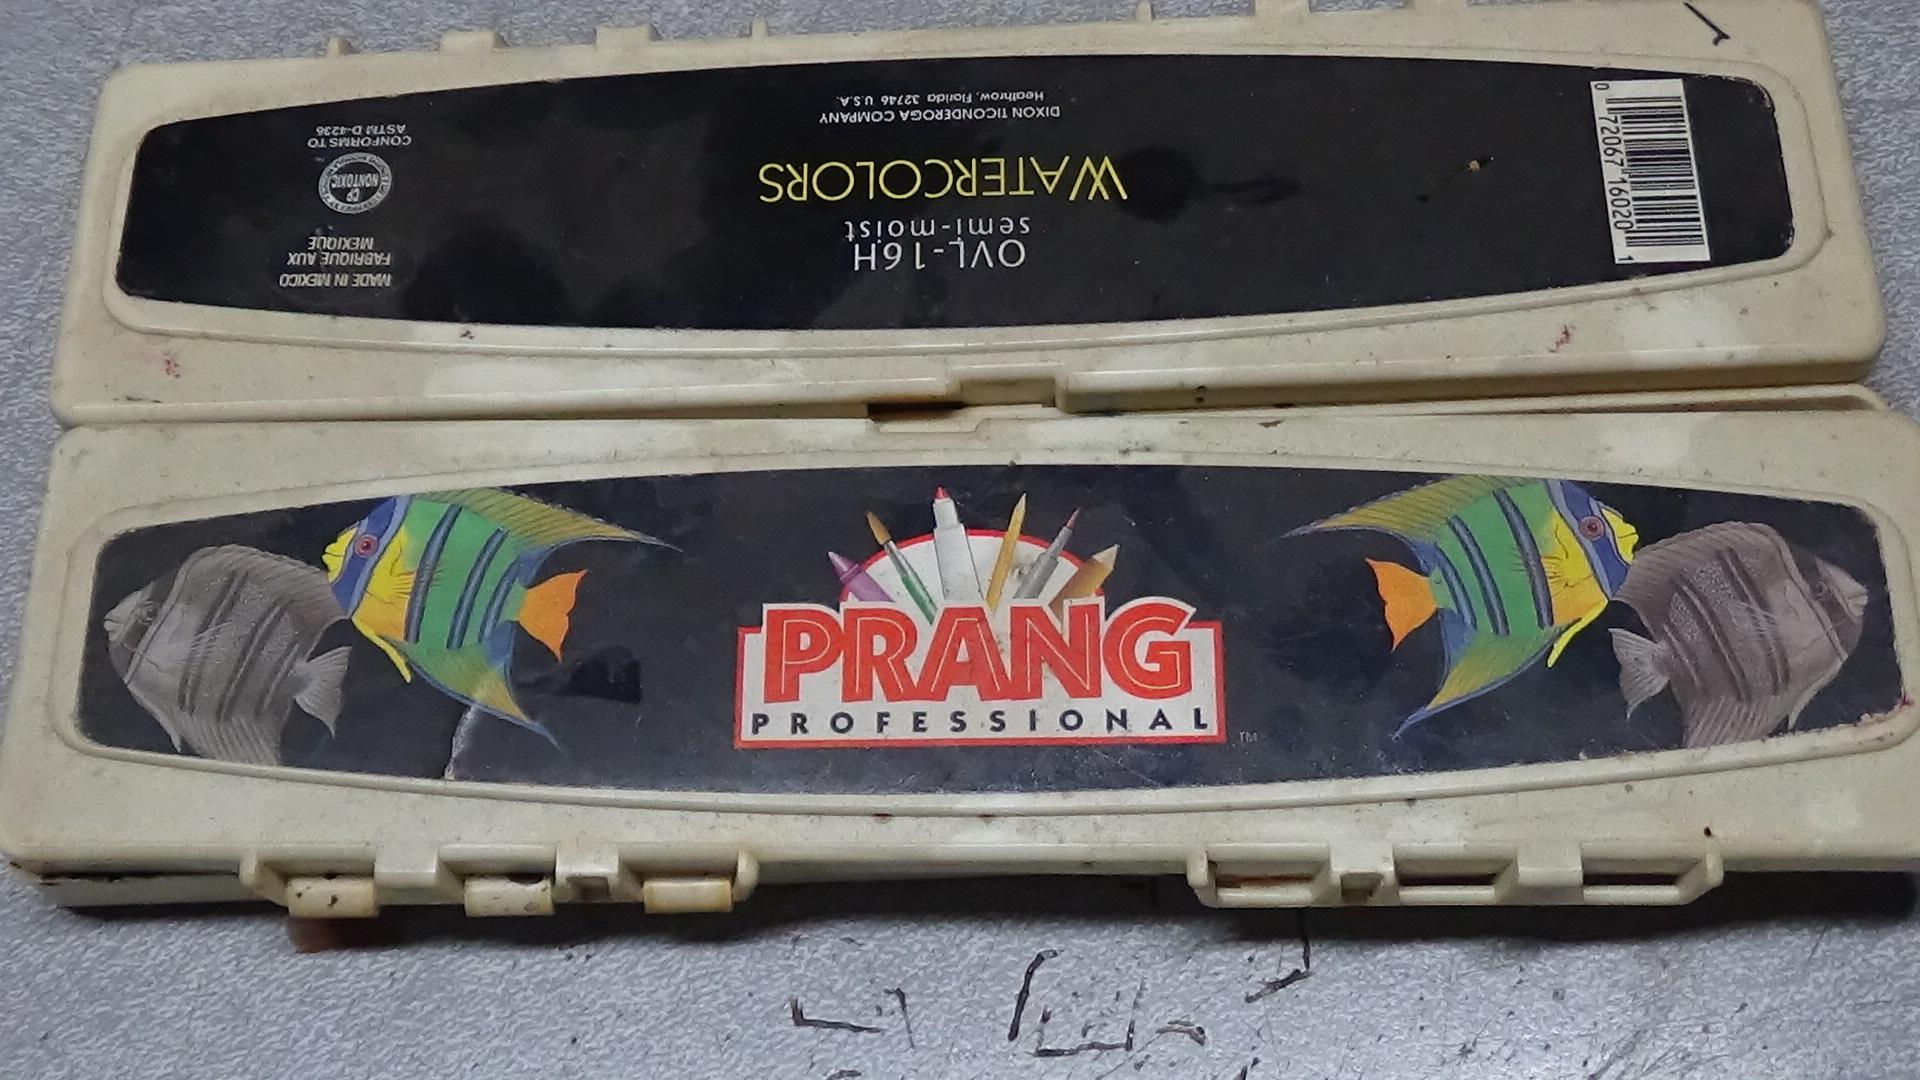 DIXON TICONDEROGA COMPANY
Heathrow, Florida 32746 U.S.A.
WATERCOLORS
semi-moist
OVL-16H
CONFORMS TO
ASTM D-4236
CP
NONTOXIC
MADE IN MEXICO
FABRIQUE AUX
MEXIQUE
0 72067 16020 1
PRANG
PROFESSIONAL
TM